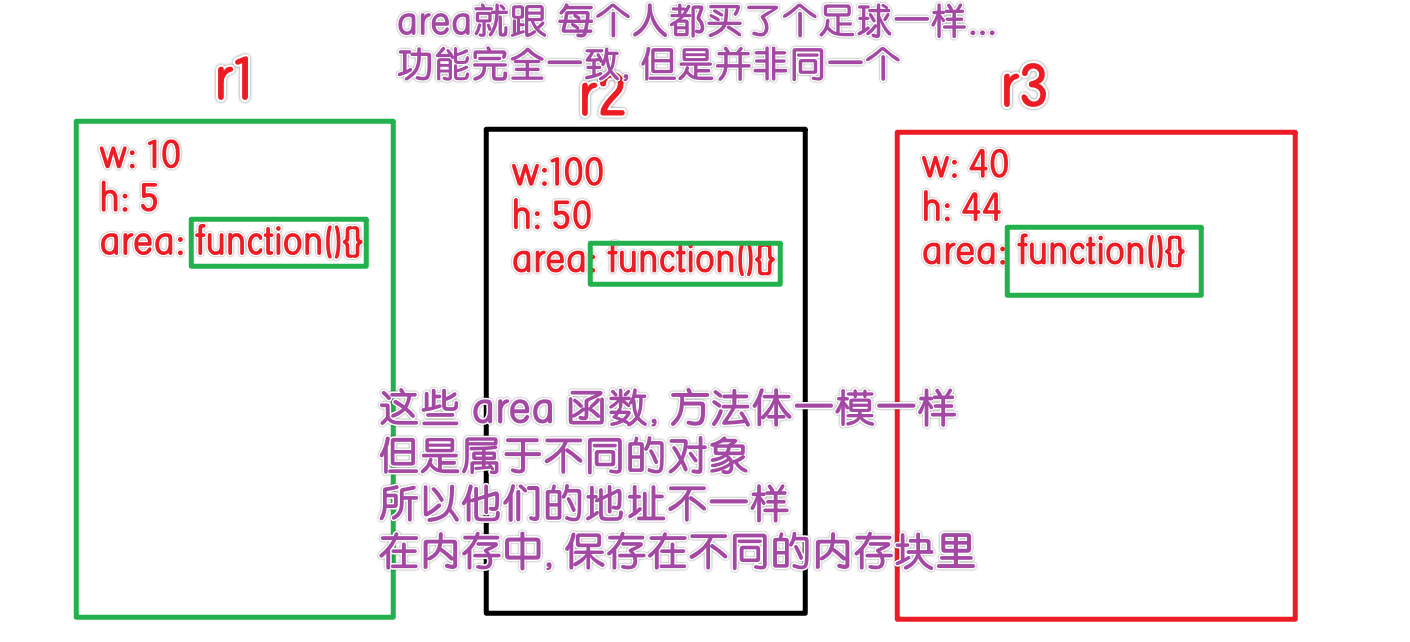 area就跟 每个人都买了个足球一样...
功能完全一致, 但是并非同一个
r1
w: 10
h: 5
area: function(){}
r2
w:100
h: 50
area: function(){}
r3
w: 40
h: 44
area: function(){}
这些 area 函数, 方法体一模一样
但是属于不同的对象
所以他们的地址不一样
在内存中, 保存在不同的内存块里